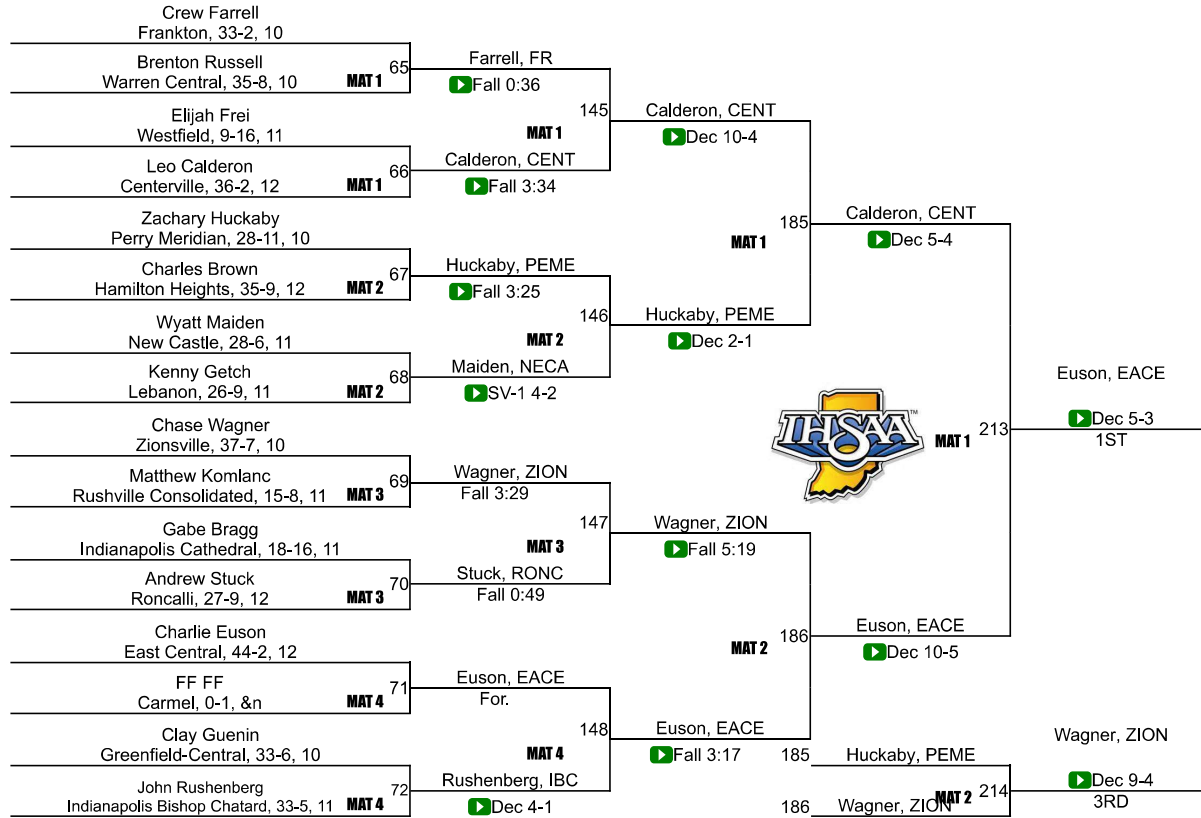 Crew Farrell
Frankton, 33-2, 10
Brenton Russell
Warren Central, 35-8, 10
MAT 1
65
Farrell, FR
Fall 0:36
Elijah Frei
Westfield, 9-16, 11
Leo Calderon
Centerville, 36-2, 12
MAT 1
66
Calderon, CENT
Fall 3:34
145
MAT 1
Calderon, CENT
Dec 10-4
Zachary Huckaby
Perry Meridian, 28-11, 10
Charles Brown
Hamilton Heights, 35-9, 12
MAT 2
67
Huckaby, PEME
Fall 3:25
Wyatt Maiden
New Castle, 28-6, 11
Kenny Getch
Lebanon, 26-9, 11
MAT 2
68
Maiden, NECA
SV-1 4-2
146
MAT 2
Huckaby, PEME
Dec 2-1
185
MAT 1
Calderon, CENT
Dec 5-4
Chase Wagner
Zionsville, 37-7, 10
Matthew Komlanc
Rushville Consolidated, 15-8, 11
MAT 3
69
Wagner, ZION
Fall 3:29
Gabe Bragg
Indianapolis Cathedral, 18-16, 11
Andrew Stuck
Roncalli, 27-9, 12
MAT 3
70
Stuck, RONC
Fall 0:49
147
MAT 3
Wagner, ZION
Fall 5:19
Charlie Euson
East Central, 44-2, 12
FF FF
Carmel, 0-1, &n
MAT 4
71
Euson, EACE
For.
Clay Guenin
Greenfield-Central, 33-6, 10
John Rushenberg
Indianapolis Bishop Chatard, 33-5, 11
MAT 4
72
Rushenberg, IBC
Dec 4-1
148
MAT 4
Euson, EACE
Fall 3:17
186
MAT 2
Euson, EACE
Dec 10-5
IHSAA
TM
MAT 1
213
Euson, EACE
Dec 5-3
1ST
185
Huckaby, PEME
186
Wagner, ZION
MAT 2
214
Wagner, ZION
Dec 9-4
3RD